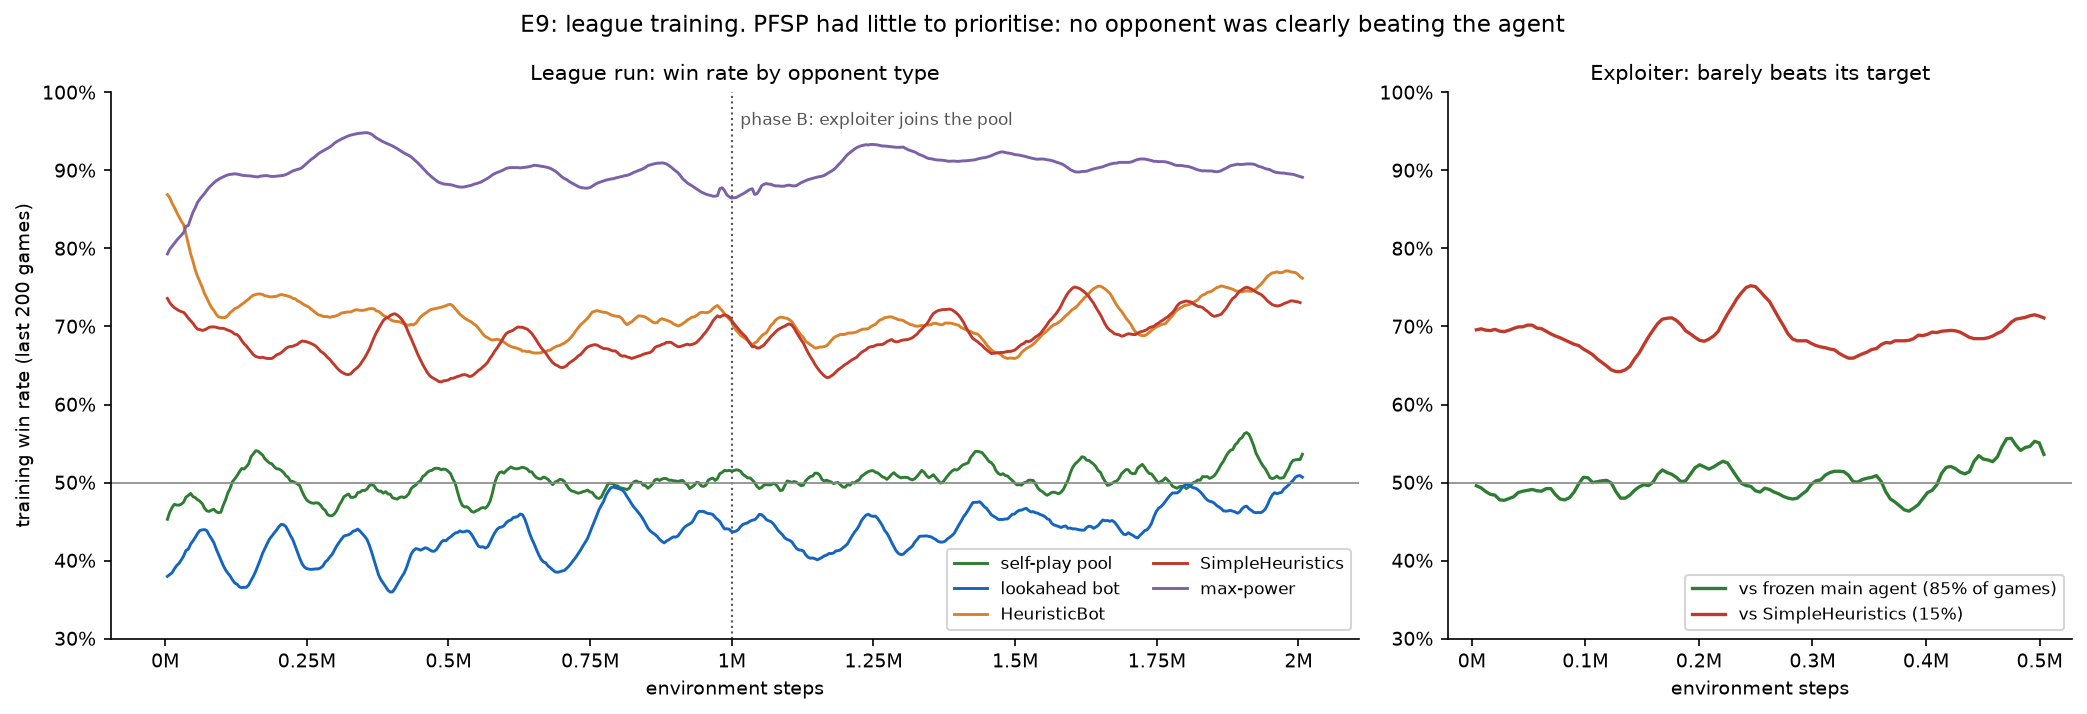 E9: league training. PFSP had little to prioritise: no opponent was clearly beating the agent
League run: win rate by opponent type
training win rate (last 200 games)
100%
90%
80%
70%
60%
50%
40%
30%
phase B: exploiter joins the pool
self-play pool
lookahead bot
HeuristicBot
SimpleHeuristics
max-power
0M
0.25M
0.5M
0.75M
1M
1.25M
1.5M
1.75M
2M
environment steps
Exploiter: barely beats its target
100%
90%
80%
70%
60%
50%
40%
30%
vs frozen main agent (85% of games)
vs SimpleHeuristics (15%)
0M
0.1M
0.2M
0.3M
0.4M
0.5M
environment steps